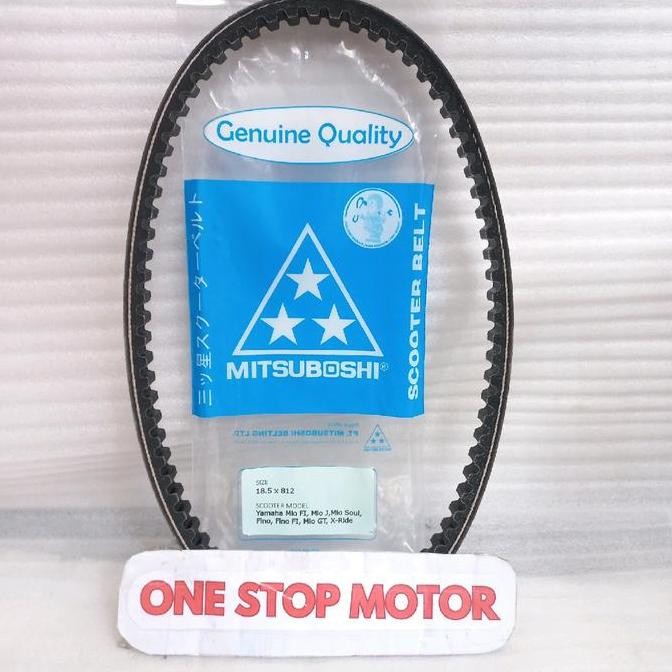 Genuine Quality
三ッ星スクーターベルト
SCOOTER BELT
MITSUBOSHI®
PT. MITSUBOSHI BELTING LTD.
SIZE
18.5 x 812
SCOOTER MODEL
Yamaha Mio FI, Mio J,Mio Soul,
Fino, Fino FI, Mio GT, X-Ride
ONE STOP MOTOR